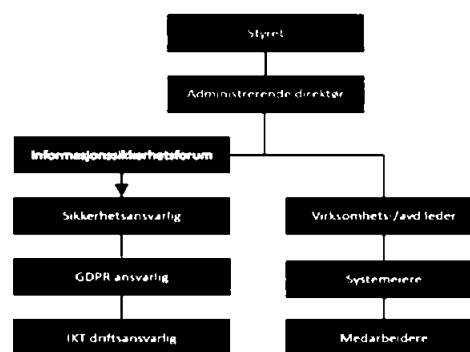 Styret
Administrerende direktør
Informasjonssikkerhetsforum
Sikkerhetsansvarlig
Virksomhets-/avd leder
GDPR ansvarlig
Systemeiere
IKT driftsansvarlig
Medarbeidere